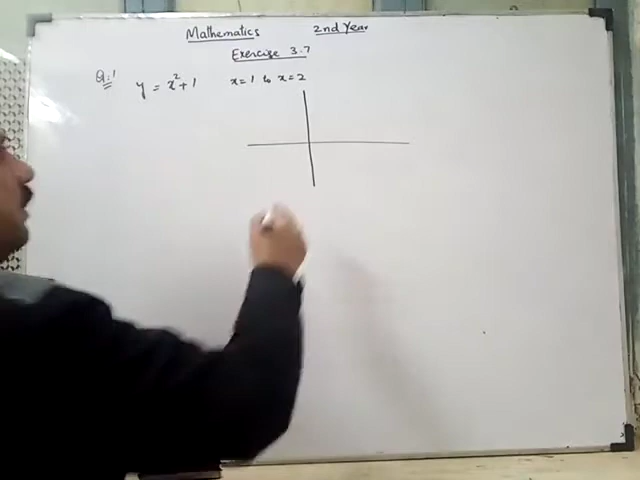 Mathematics 2nd Year
Exercise 3.7
Q:1 y = x²+1 x=1 to x=2